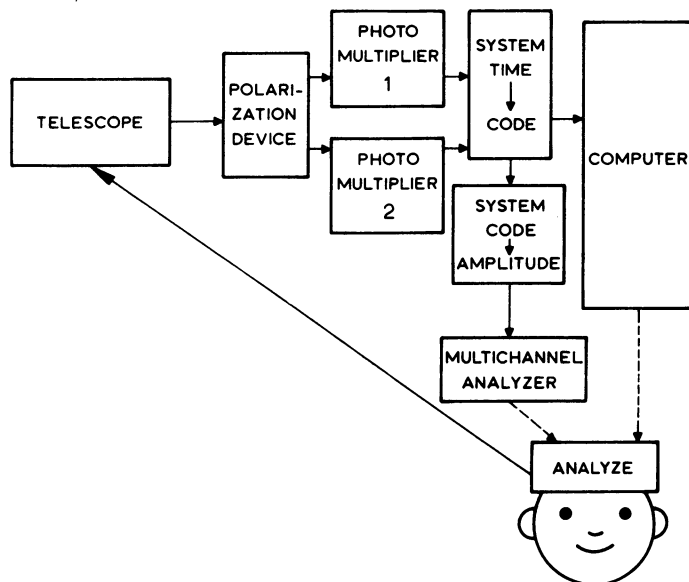 TELESCOPE
POLARI-
ZATION
DEVICE
PHOTO
MULTIPLIER
1
PHOTO
MULTIPLIER
2
SYSTEM
TIME
CODE
SYSTEM
CODE
AMPLITUDE
COMPUTER
MULTICHANNEL
ANALYZER
ANALYZE